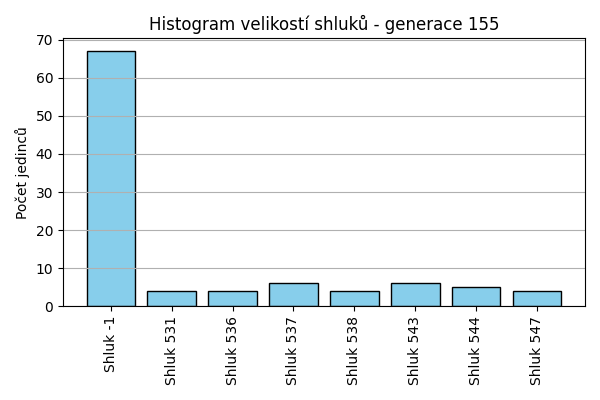 Histogram velikostí shluků - generace 155
Počet jedinců
70
60
50
40
30
20
10
0
Shluk -1
Shluk 531
Shluk 536
Shluk 537
Shluk 538
Shluk 543
Shluk 544
Shluk 547